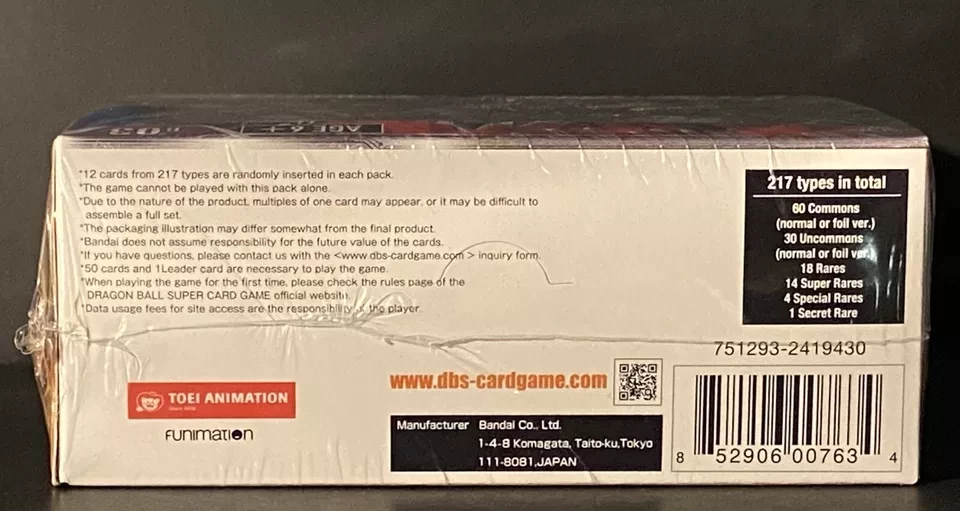 AGE 6+
03
*12 cards from 217 types are randomly inserted in each pack.
*The game cannot be played with this pack alone.
*Due to the nature of the product, multiples of one card may appear, or it may be difficult to
assemble a full set.
*The packaging illustration may differ somewhat from the final product.
*Bandai does not assume responsibility for the future value of the cards.
*If you have questions, please contact us with the <www.dbs-cardgame.com > inquiry form.
*50 cards and 1Leader card are necessary to play the game.
*When playing the game for the first time, please check the rules page of the
DRAGON BALL SUPER CARD GAME official website.
*Data usage fees for site access are the responsibility the player.
217 types in total
60 Commons
(normal or foil ver.)
30 Uncommons
(normal or foil ver.)
18 Rares
14 Super Rares
4 Special Rares
1 Secret Rare
751293-2419430
TOEI ANIMATION
FUNIMATION
www.dbs-cardgame.com
Manufacturer Bandai Co., Ltd.
1-4-8 Komagata, Taito-ku,Tokyo
111-8081,JAPAN
8 52906 00763 4